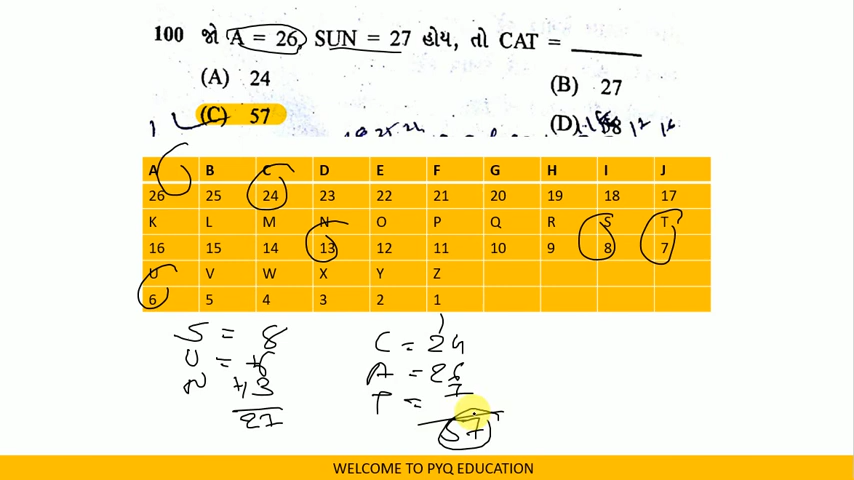 100 જો A = 26, SUN = 27 હોય, તો CAT =
(A) 24
(B) 27
(C) 57
(D) 58
A B C D E F G H I J
26 25 24 23 22 21 20 19 18 17
K L M N O P Q R S T
16 15 14 13 12 11 10 9 8 7
U V W X Y Z
6 5 4 3 2 1
S = 8
U = +6
N +13
27
C = 24
A = 26
T = 7
57
WELCOME TO PYQ EDUCATION